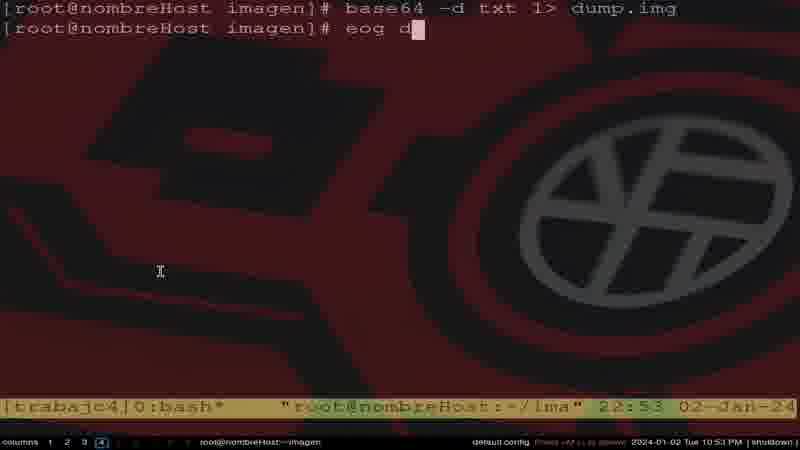 [root@nombreHost imagen]# base64 -d txt 1> dump.img
[root@nombreHost imagen]# eog d
[trabajc4]0:bash* "root@nombreHost:~/ima" 22:53 02-Jan-24
columns 1 2 3 4 root@nombreHost:~imagen default.config 2024-01-02 Tue 10:53 PM | shutdown |